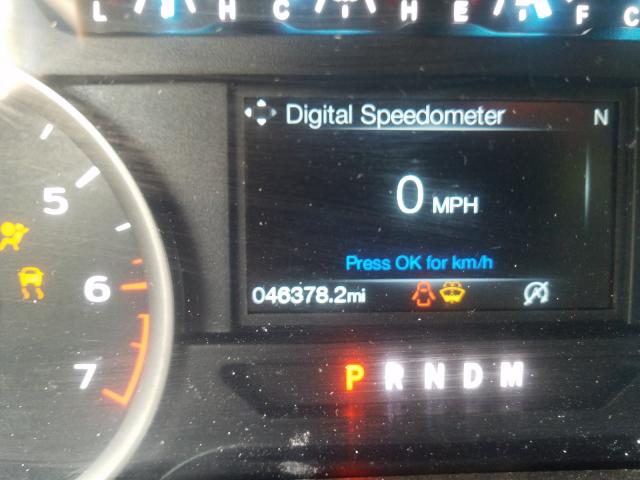 L H C H E F C
Digital Speedometer N
5
0 MPH
Press OK for km/h
6
046378.2mi
7
P R N D M